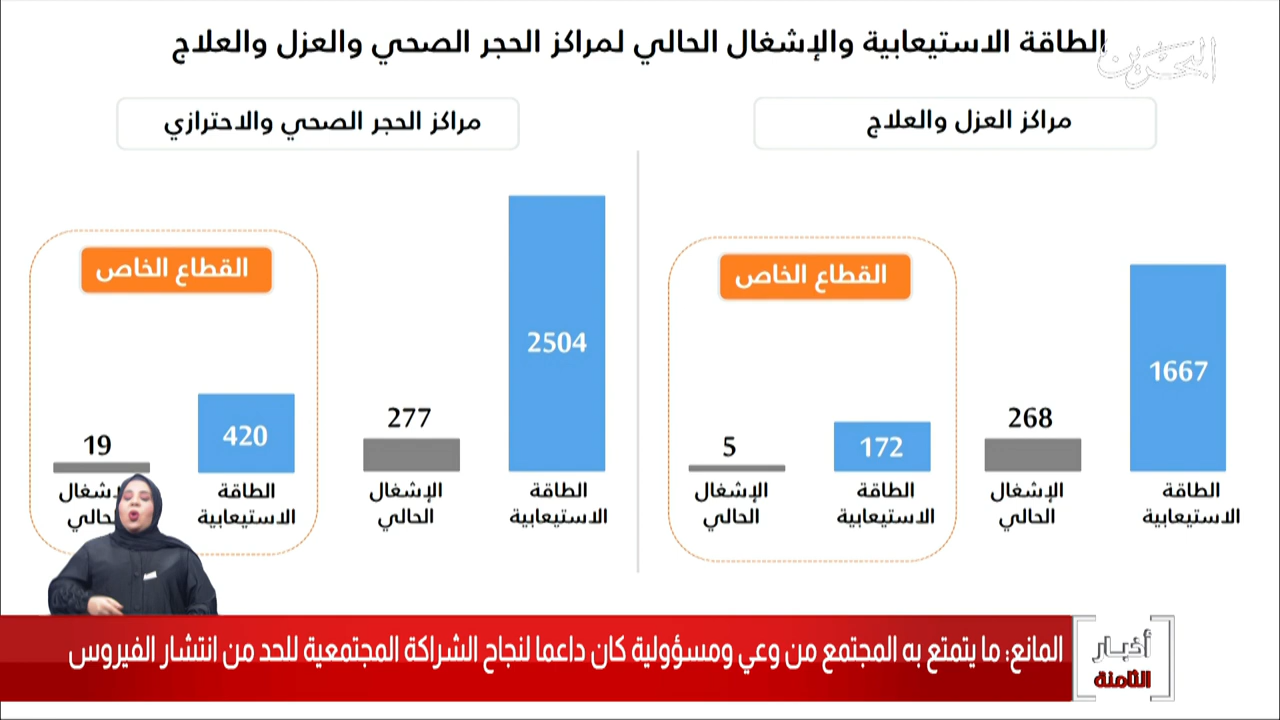 الطاقة الاستيعابية والإشغال الحالي لمراكز الحجر الصحي والعزل والعلاج
البحرين
مراكز العزل والعلاج
1667
الطاقة
الاستيعابية
268
الإشغال
الحالي
القطاع الخاص
172
الطاقة
الاستيعابية
5
الإشغال
الحالي
مراكز الحجر الصحي والاحترازي
2504
الطاقة
الاستيعابية
277
الإشغال
الحالي
القطاع الخاص
420
الطاقة
الاستيعابية
19
الإشغال
الحالي
أخبار
الثامنة
المانع: ما يتمتع به المجتمع من وعي ومسؤولية كان داعما لنجاح الشراكة المجتمعية للحد من انتشار الفيروس